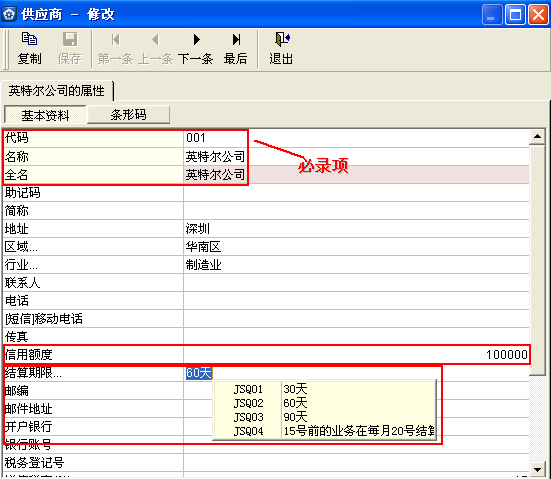 供应商 - 修改
复制 保存 第一条 上一条 下一条 最后 退出
英特尔公司的属性
基本资料 条形码
代码 001
名称 英特尔公司
必录项
全名 英特尔公司
助记码
简称
地址 深圳
区域... 华南区
行业... 制造业
联系人
电话
[短信]移动电话
传真
信用额度 100000
结算期限... 60天
邮编
JSQ01 30天
JSQ02 60天
邮件地址
JSQ03 90天
开户银行
JSQ04 15号前的业务在每月20号结算
银行账号
税务登记号